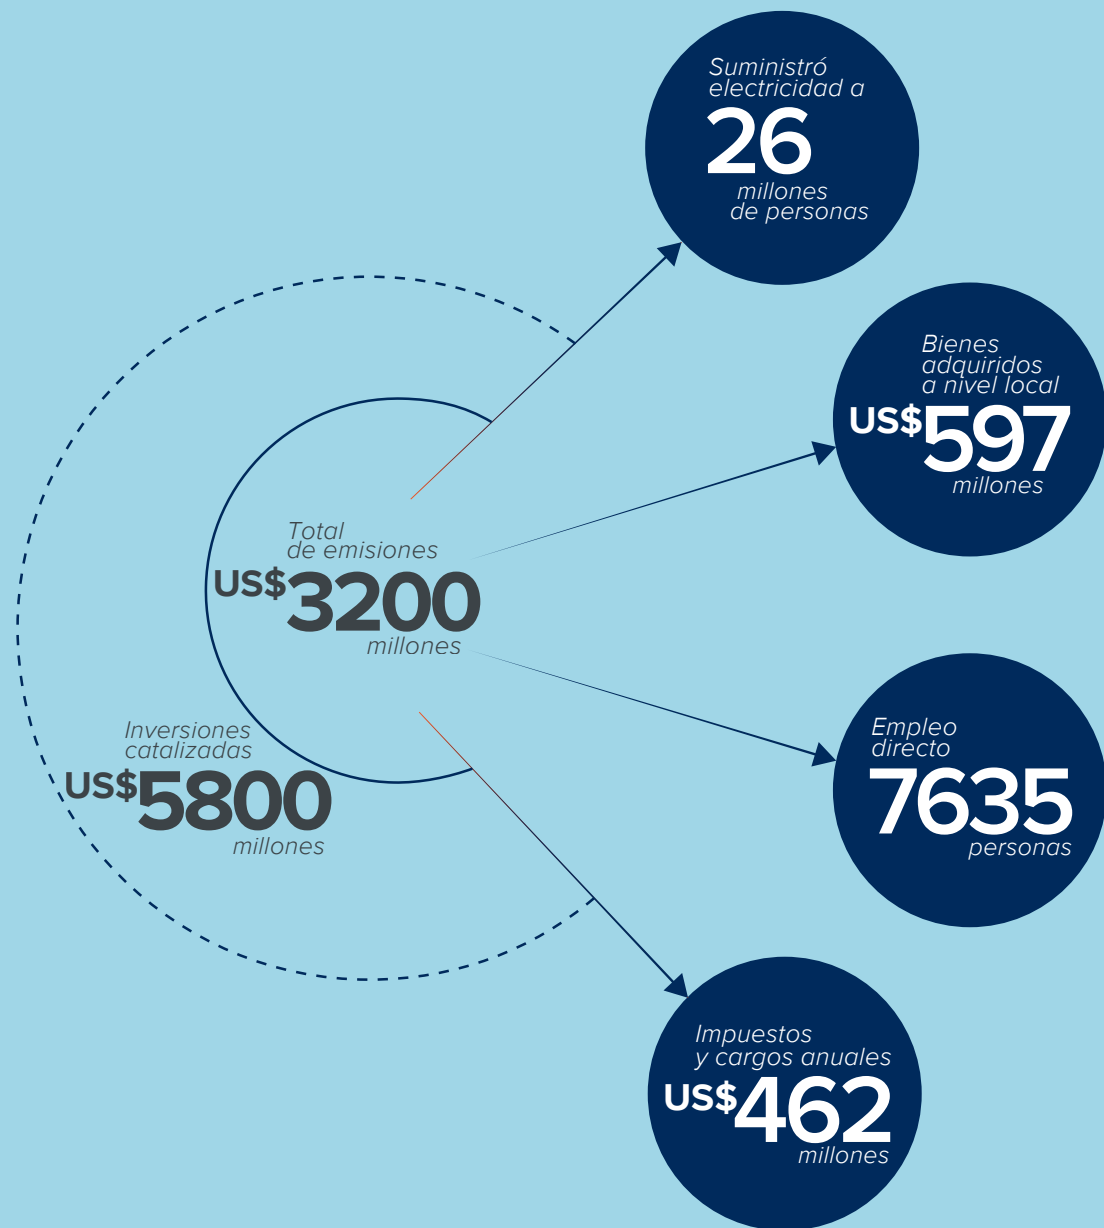 Suministró
electricidad a
26
millones
de personas
Bienes
adquiridos
a nivel local
US$597
millones
Total
de emisiones
US$3200
millones
Inversiones
catalizadas
US$5800
millones
Empleo
directo
7635
personas
Impuestos
y cargos anuales
US$462
millones